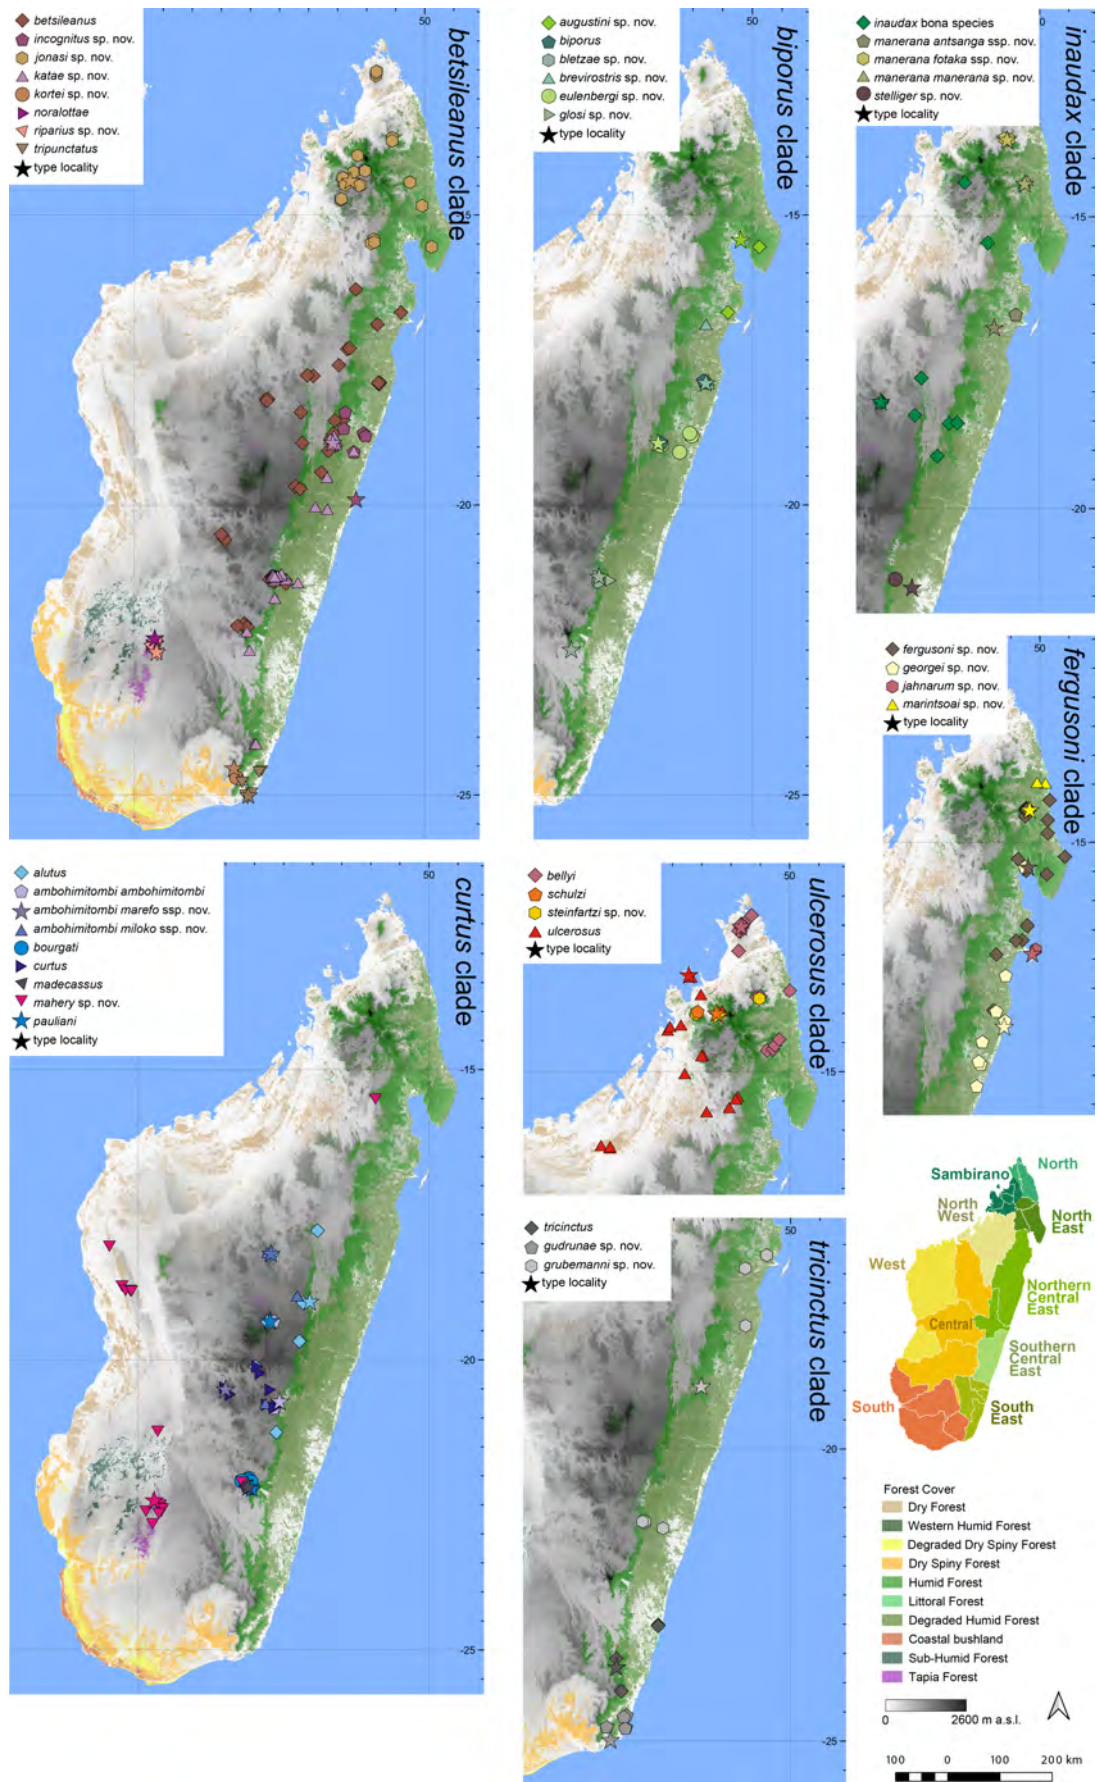 betsileanus
incognitus sp. nov.
jonasi sp. nov.
katae sp. nov.
kortei sp. nov.
noralottae
riparius sp. nov.
tripunctatus
type locality
betsileanus clade
50
-15
-20
-25
augustini sp. nov.
biporus
bletzae sp. nov.
brevirostris sp. nov.
eulenbergi sp. nov.
glosi sp. nov.
type locality
biporus clade
50
-15
-20
-25
inaudax bona species
manerana antsanga ssp. nov.
manerana fotaka ssp. nov.
manerana manerana sp. nov.
stelliger sp. nov.
type locality
inaudax clade
0
-15
-20
fergusoni sp. nov.
georgei sp. nov.
jahnarum sp. nov.
marintsoai sp. nov.
type locality
fergusoni clade
50
-15
alutus
ambohimitombi ambohimitombi
ambohimitombi marefo ssp. nov.
ambohimitombi miloko ssp. nov.
bourgati
curtus
madecassus
mahery sp. nov.
pauliani
type locality
curtus clade
50
-15
-20
-25
bellyi
schulzi
steinfartzi sp. nov.
ulcerosus
type locality
ulcerosus clade
50
-15
tricinctus
gudrunae sp. nov.
grubemanni sp. nov.
type locality
tricinctus clade
50
-20
-25
Sambirano
North
North
West
North
East
West
Northern
Central
East
Central
Southern
Central
East
South
South
East
Forest Cover
Dry Forest
Western Humid Forest
Degraded Dry Spiny Forest
Dry Spiny Forest
Humid Forest
Littoral Forest
Degraded Humid Forest
Coastal bushland
Sub-Humid Forest
Tapia Forest
0 2600 m a.s.l.
100 0 100 200 km